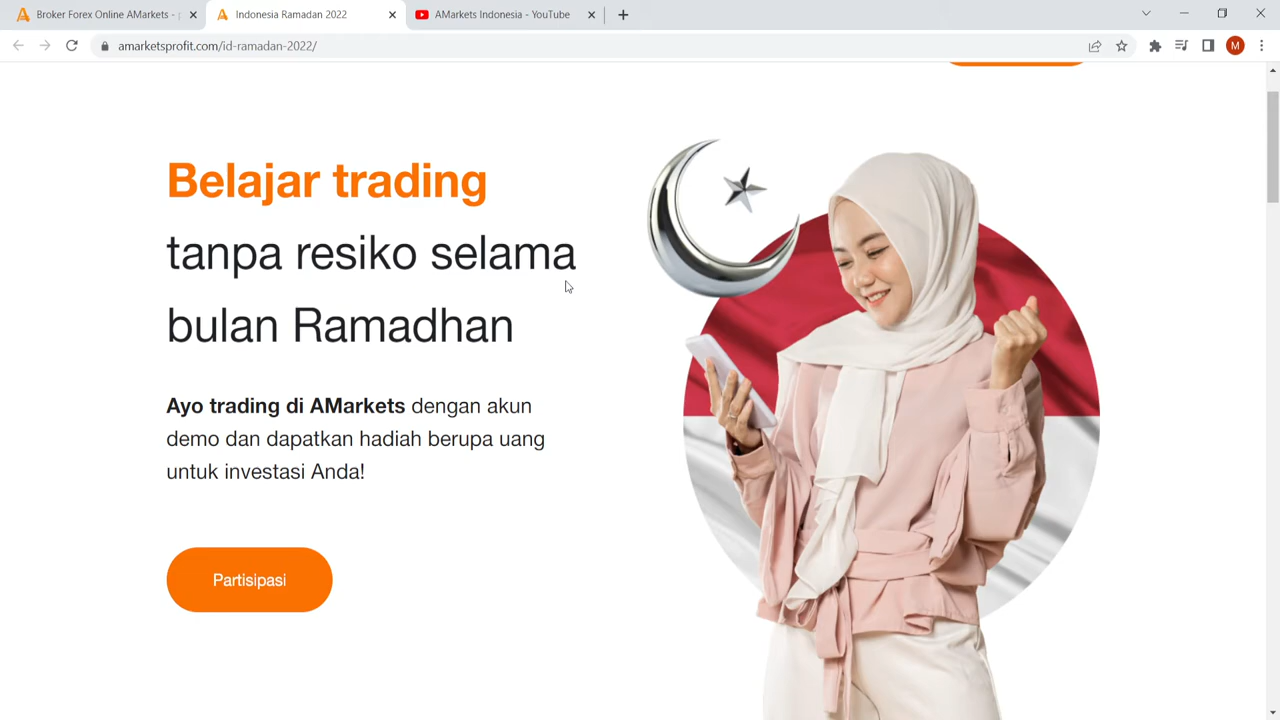 Broker Forex Online AMarkets - p
Indonesia Ramadan 2022
AMarkets Indonesia - YouTube
amarketsprofit.com/id-ramadan-2022/
M
Belajar trading
tanpa resiko selama
bulan Ramadhan
Ayo trading di AMarkets dengan akun
demo dan dapatkan hadiah berupa uang
untuk investasi Anda!
Partisipasi